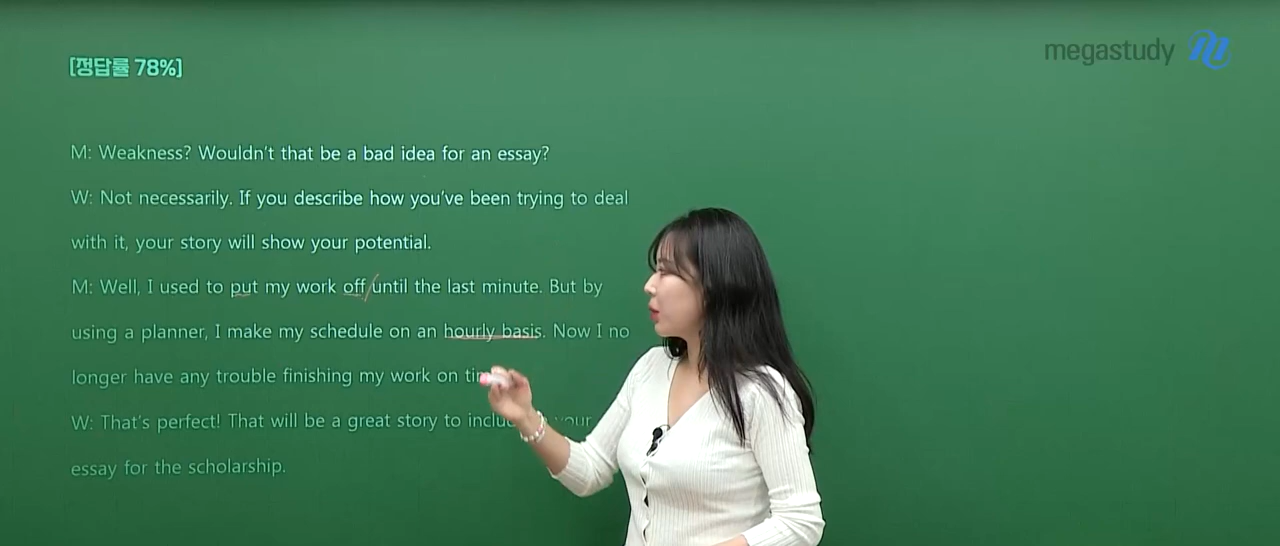 megastudy
[정답률 78%]
M: Weakness? Wouldn't that be a bad idea for an essay?
W: Not necessarily. If you describe how you've been trying to deal
with it, your story will show your potential.
M: Well, I used to put my work off until the last minute. But by
using a planner, I make my schedule on an hourly basis. Now I no
longer have any trouble finishing my work on
W: That's perfect! That will be a great story to your
essay for the scholarship.